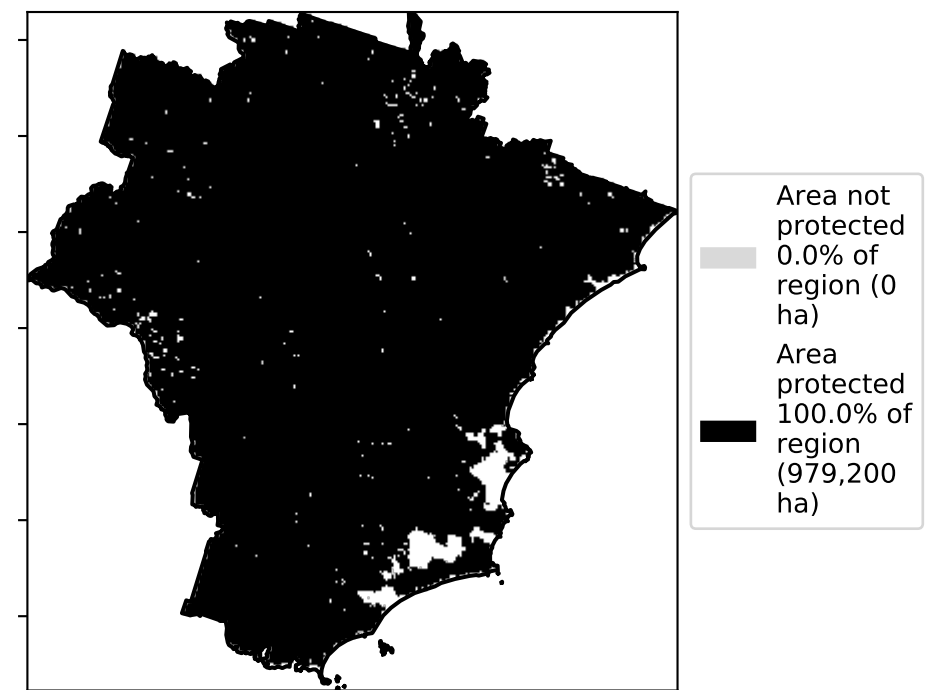 Area not
protected
0.0% of
region (0
ha)
Area
protected
100.0% of
region
(979,200
ha)